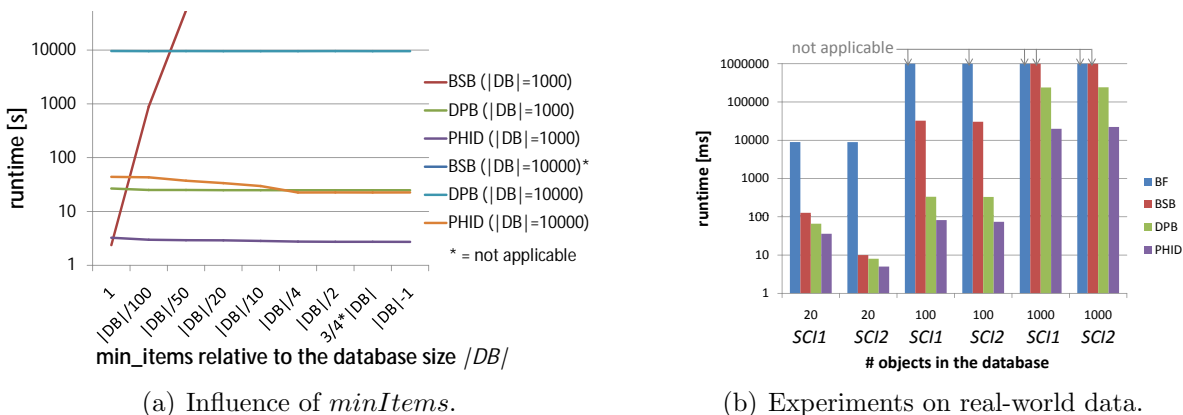 10000
1000
100
10
1
runtime [s]
BSB (|DB|=1000)
DPB (|DB|=1000)
PHID (|DB|=1000)
BSB (|DB|=10000)*
DPB (|DB|=10000)
PHID (|DB|=10000)
* = not applicable
1
|DB|/100
|DB|/50
|DB|/20
|DB|/10
|DB|/4
|DB|/2
3/4*|DB|
|DB|-1
min_items relative to the database size |DB|
(a) Influence of minItems.
not applicable
1000000
100000
10000
1000
100
10
1
runtime [ms]
BF
BSB
DPB
PHID
20 20 100 100 1000 1000
SCI1 SCI2 SCI1 SCI2 SCI1 SCI2
# objects in the database
(b) Experiments on real-world data.